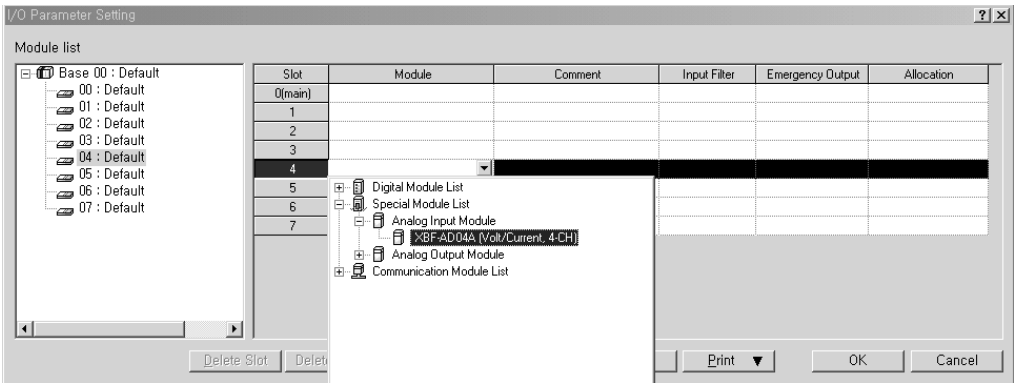 I/O Parameter Setting
Module list
Base 00 : Default
00 : Default
01 : Default
02 : Default
03 : Default
04 : Default
05 : Default
06 : Default
07 : Default
Slot Module Comment Input Filter Emergency Output Allocation
0(main)
1
2
3
4
5
6
7
Digital Module List
Special Module List
Analog Input Module
XBF-AD04A (Volt/Current, 4-CH)
Analog Output Module
Communication Module List
Delete Slot Delet Print ▼ OK Cancel